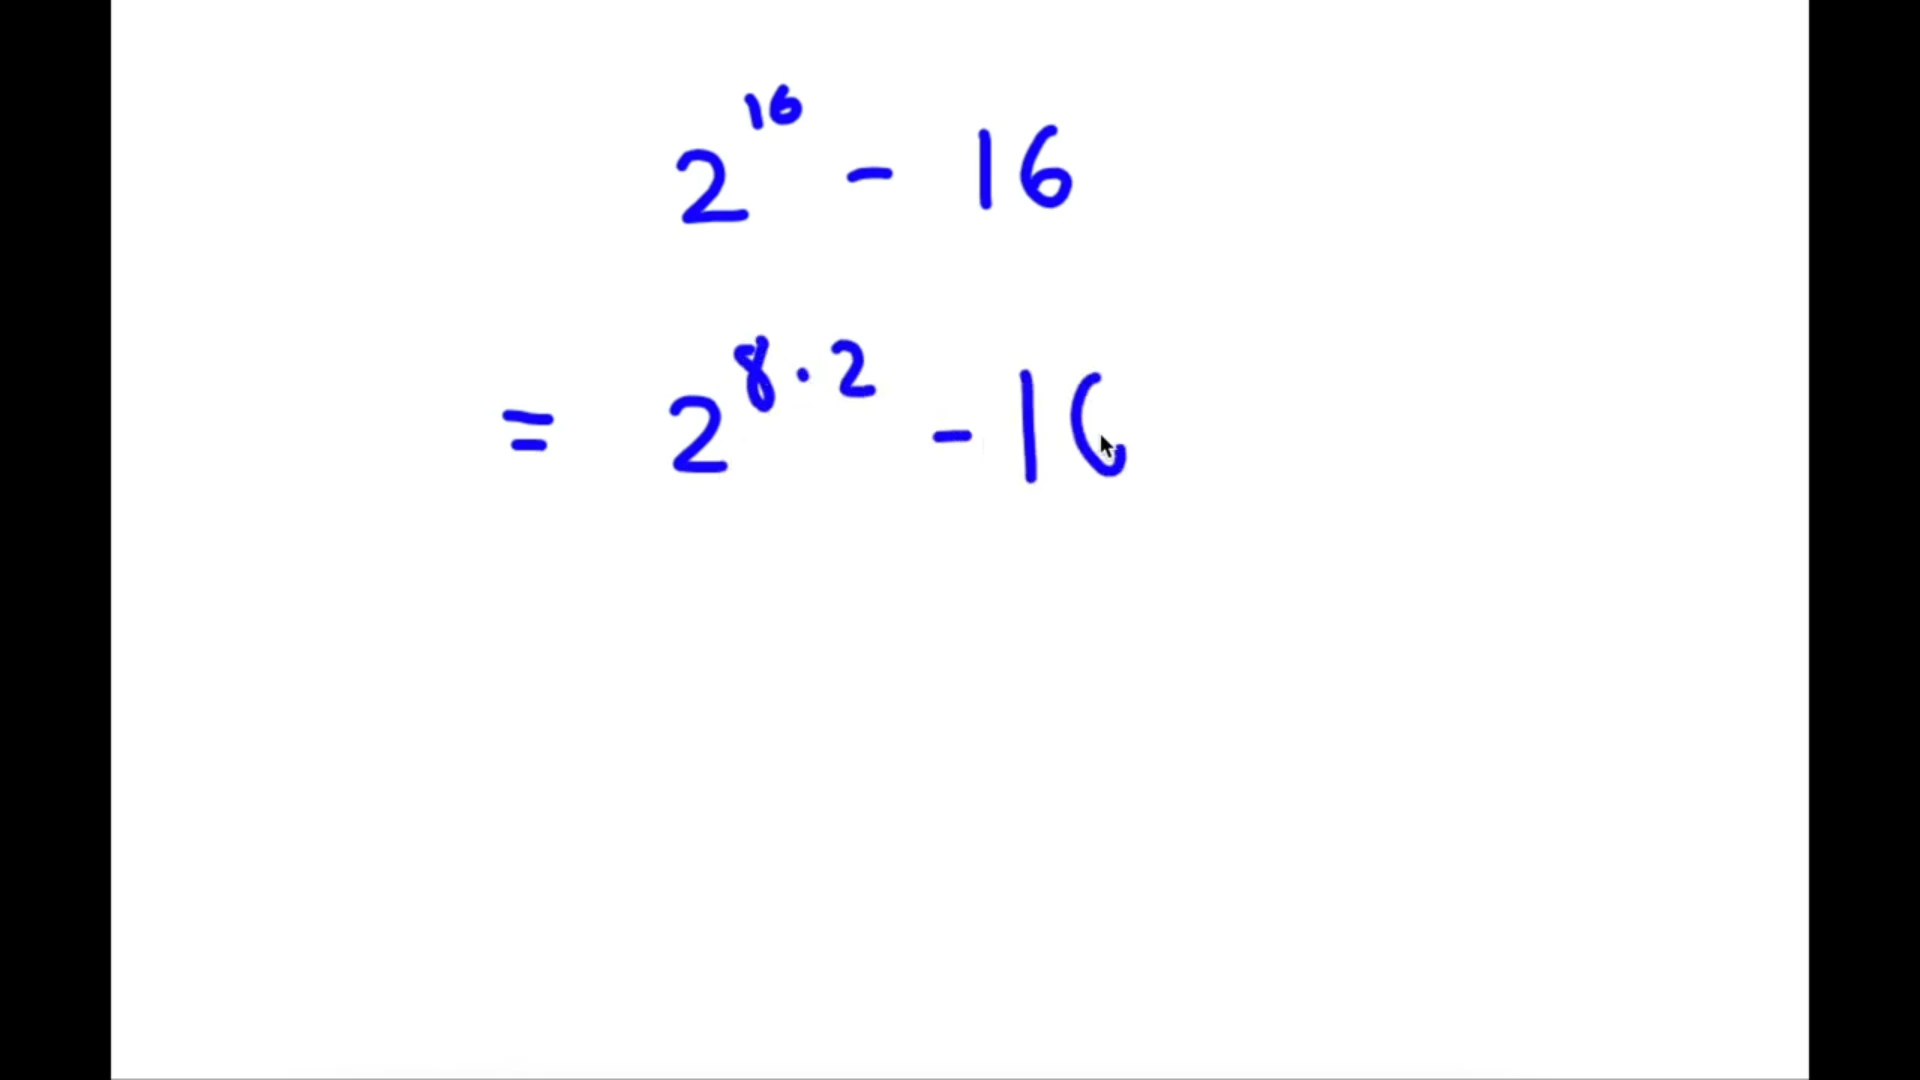 2^16 - 16
= 2^8·2 - 16